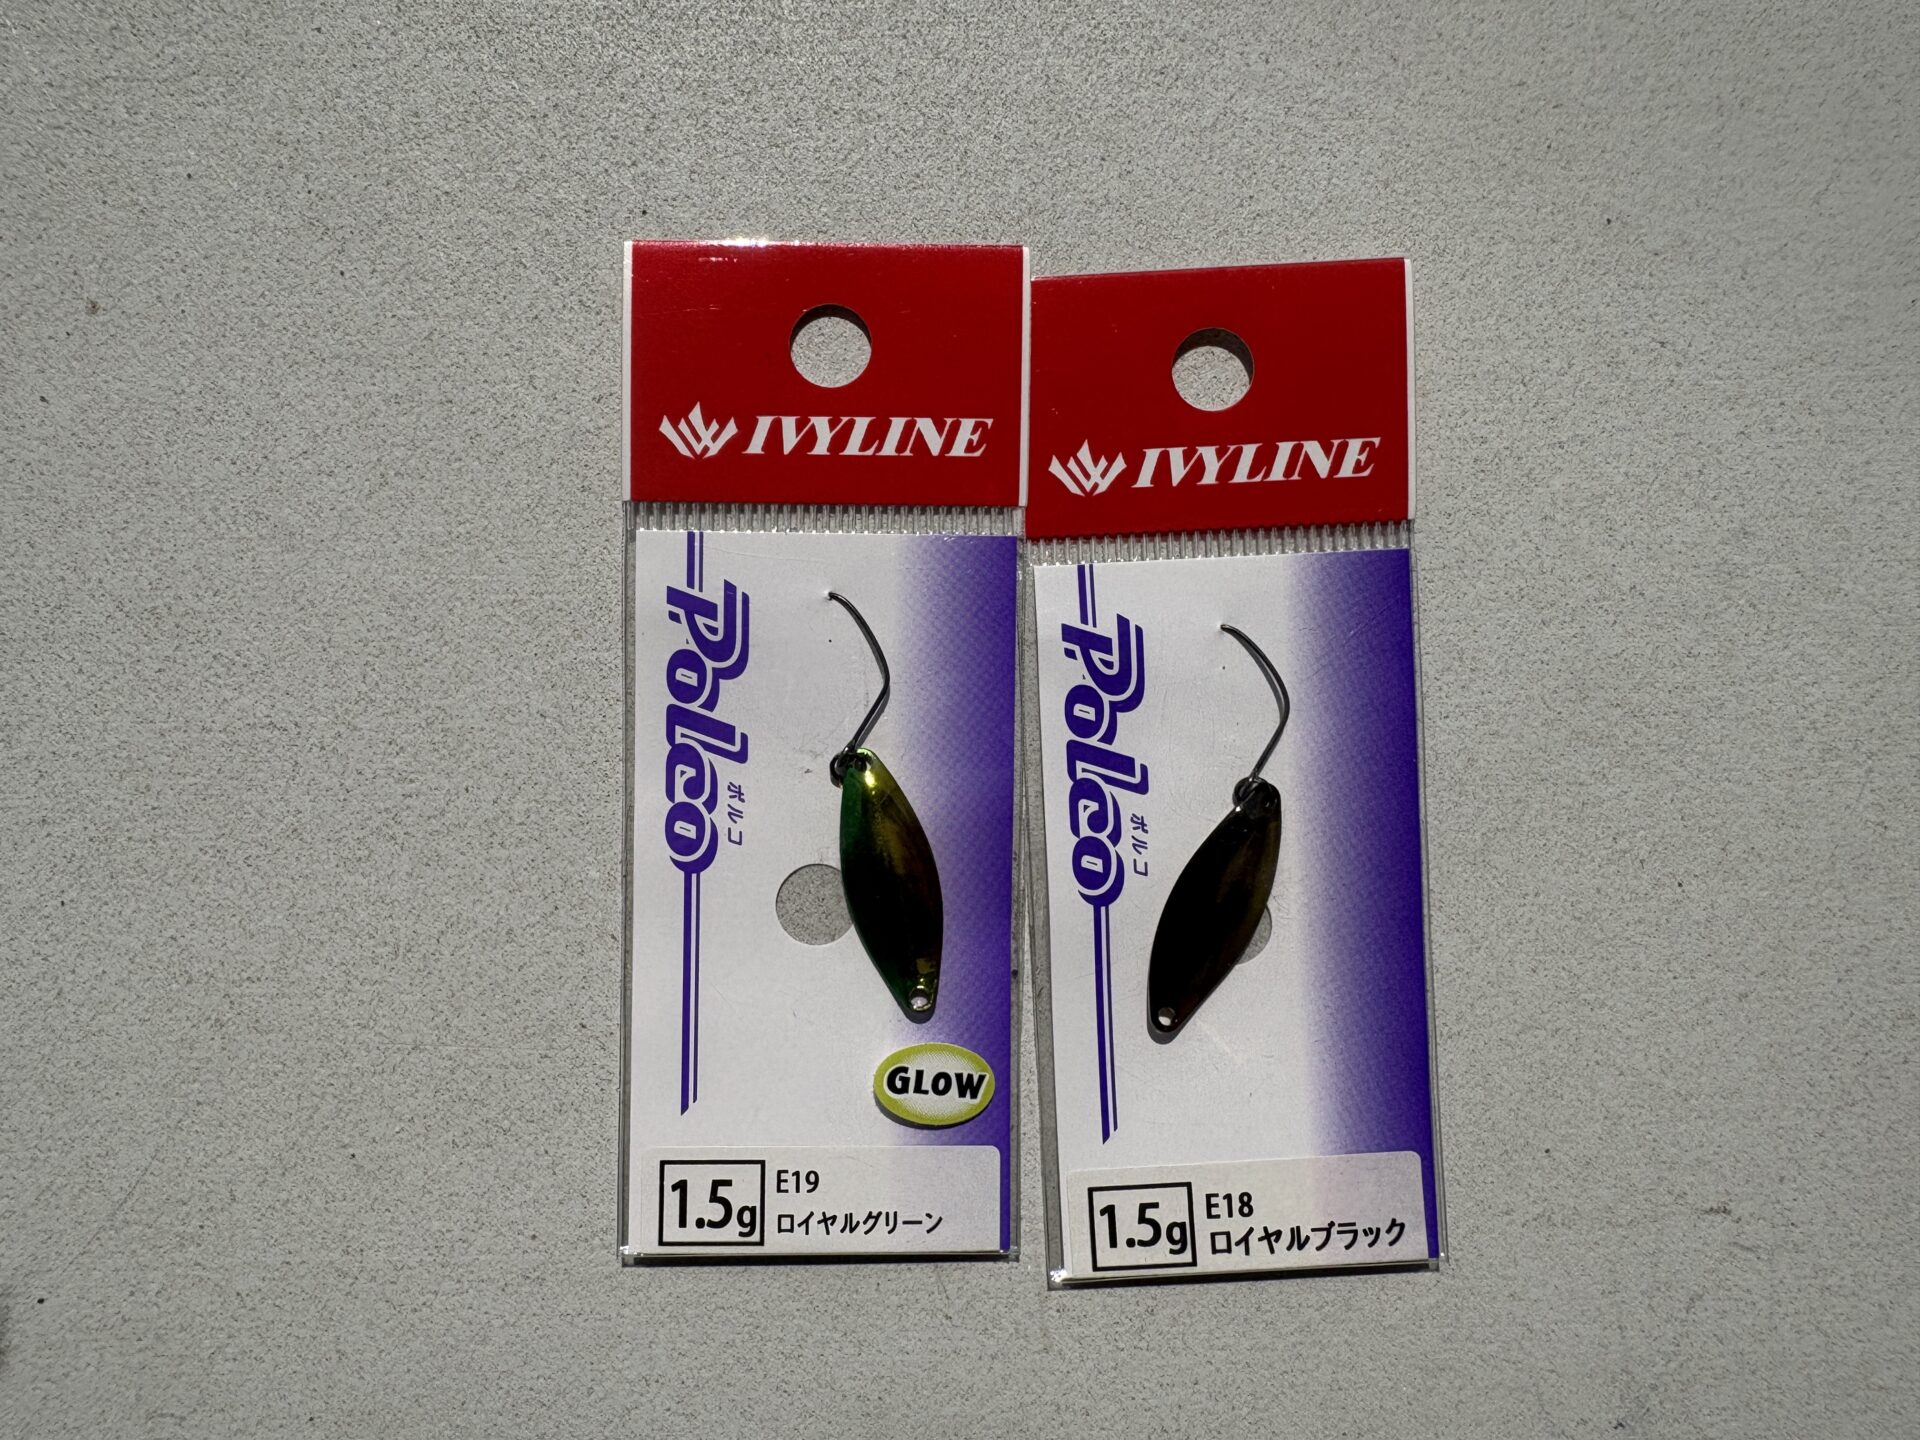 IVYLINE
Polco
ポルコ
GLOW
1.5g
E19
ロイヤルグリーン
IVYLINE
Polco
ポルコ
1.5g
E18
ロイヤルブラック